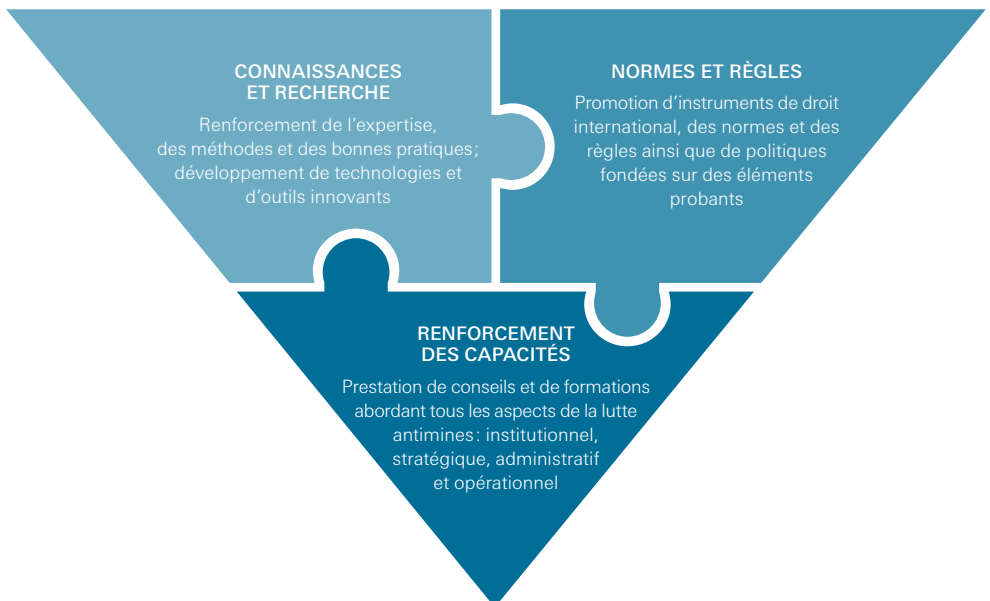 CONNAISSANCES
ET RECHERCHE
Renforcement de l’expertise,
des méthodes et des bonnes pratiques;
développement de technologies et
d’outils innovants
NORMES ET RÈGLES
Promotion d’instruments de droit
international, des normes et des
règles ainsi que de politiques
fondées sur des éléments
probants
RENFORCEMENT
DES CAPACITÉS
Prestation de conseils et de formations
abordant tous les aspects de la lutte
antimines: institutionnel,
stratégique, administratif
et opérationnel